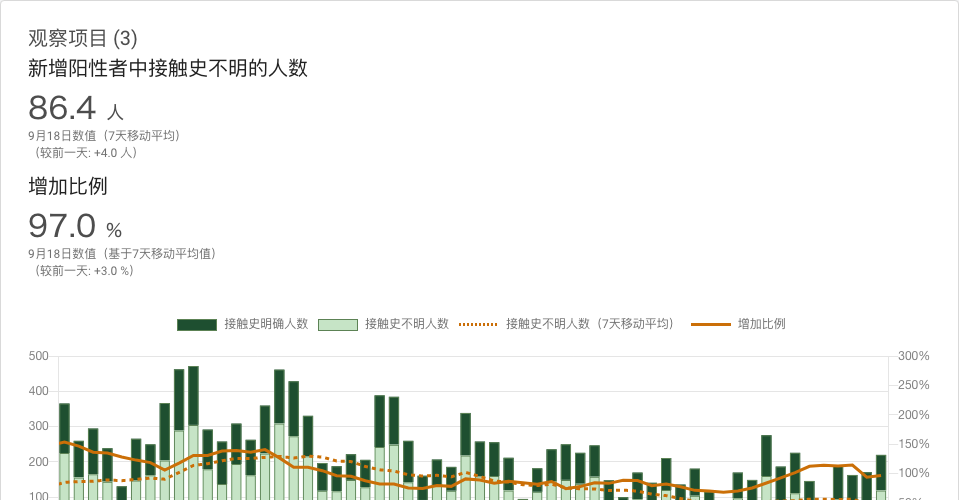 观察项目 (3)
新增阳性者中接触史不明的人数
86.4 人
9月18日数值（7天移动平均）
（较前一天: +4.0 人）
增加比例
97.0 %
9月18日数值（基于7天移动平均值）
（较前一天: +3.0 %）
接触史明确人数 接触史不明人数 接触史不明人数（7天移动平均） 增加比例
500 300%
250%
400
200%
300
150%
200
100%
100